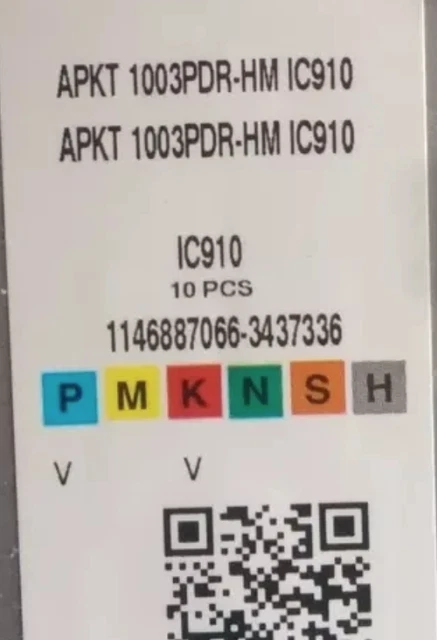 APKT 1003PDR-HM IC910
APKT 1003PDR-HM IC910
IC910
10 PCS
1146887066-3437336
P M K N S H
V V